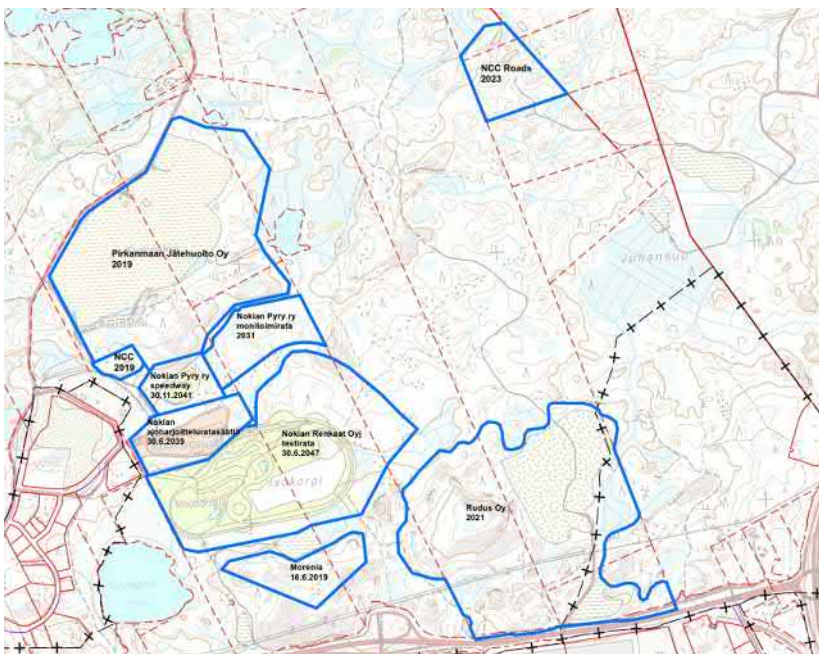 NCC Roads
2023
Juhansuo
Pirkanmaan Jätehuolto Oy
2019
Nokian Pyry ry
monitoimirata
2031
NCC
2019
Nokian Pyry ry
speedway
30.11.2041
Nokian
ajoharjoitteluratasäätiö
30.6.2039
Nokian Renkaat Oyj
testirata
30.6.2047
Isokorpi
Rudus Oy
2021
Morenia
16.6.2019